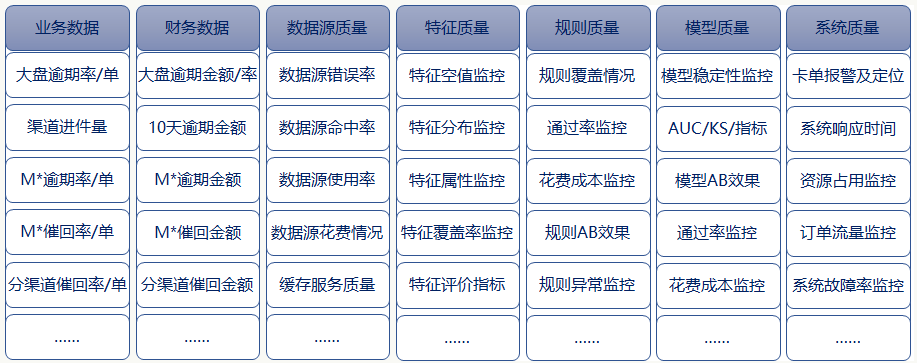 业务数据
财务数据
数据源质量
特征质量
规则质量
模型质量
系统质量
大盘逾期率/单
大盘逾期金额/率
数据源错误率
特征空值监控
规则覆盖情况
模型稳定性监控
卡单报警及定位
渠道进件量
10天逾期金额
数据源命中率
特征分布监控
通过率监控
AUC/KS/指标
系统响应时间
M*逾期率/单
M*逾期金额
数据源使用率
特征属性监控
花费成本监控
模型AB效果
资源占用监控
M*催回率/单
M*催回金额
数据源花费情况
特征覆盖率监控
规则AB效果
通过率监控
订单流量监控
分渠道催回率/单
分渠道催回金额
缓存服务质量
特征评价指标
规则异常监控
花费成本监控
系统故障率监控
......
......
......
......
......
......
......